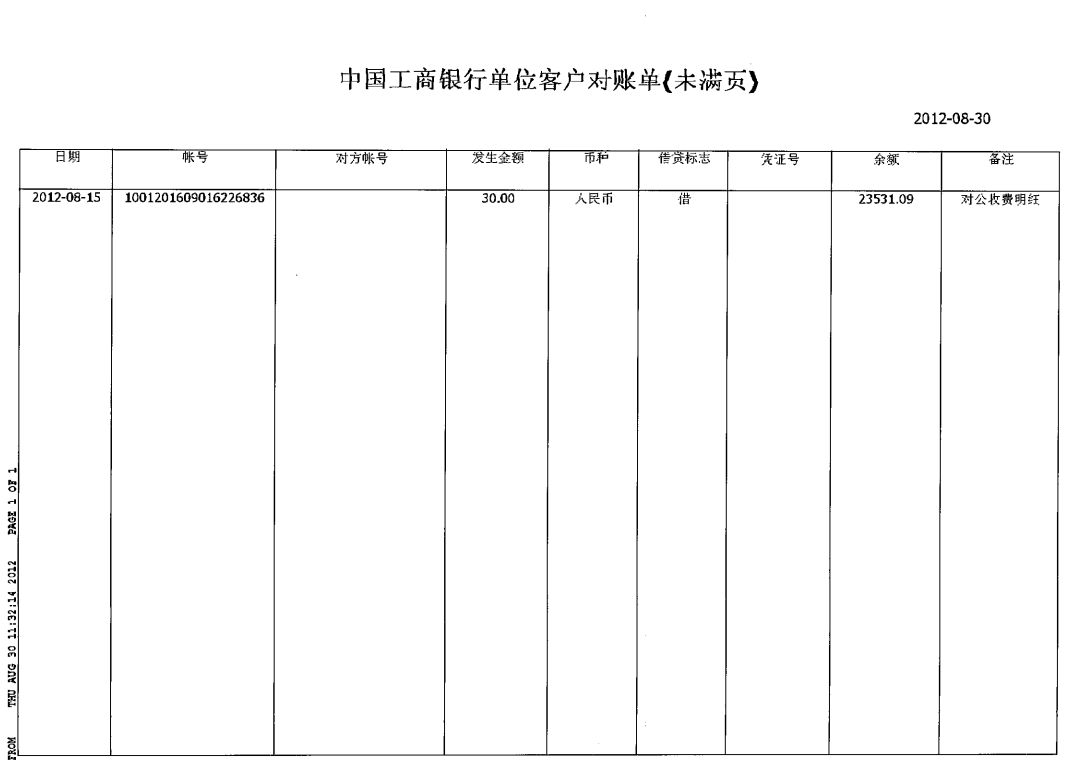 中国工商银行单位客户对账单(未满页)
2012-08-30
日期 帐号 对方帐号 发生金额 币种 借贷标志 凭证号 余额 备注
2012-08-15 1001201609016226836 30.00 人民币 借 23531.09 对公收费明细
FROM THU AUG 30 11:32:14 2012 PAGE 1 OF 1